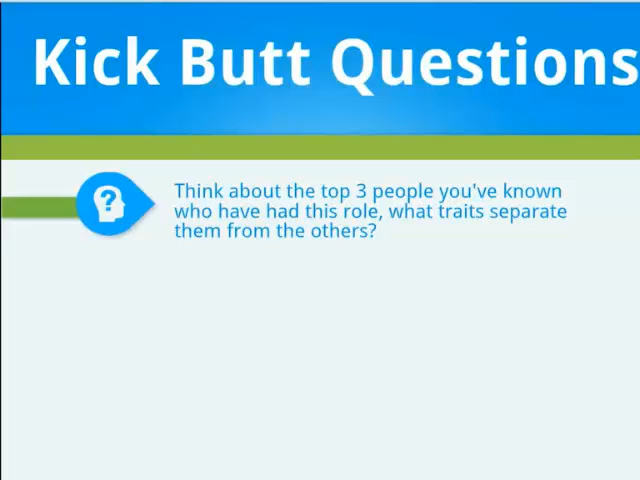 Kick Butt Questions
Think about the top 3 people you've known
who have had this role, what traits separate
them from the others?